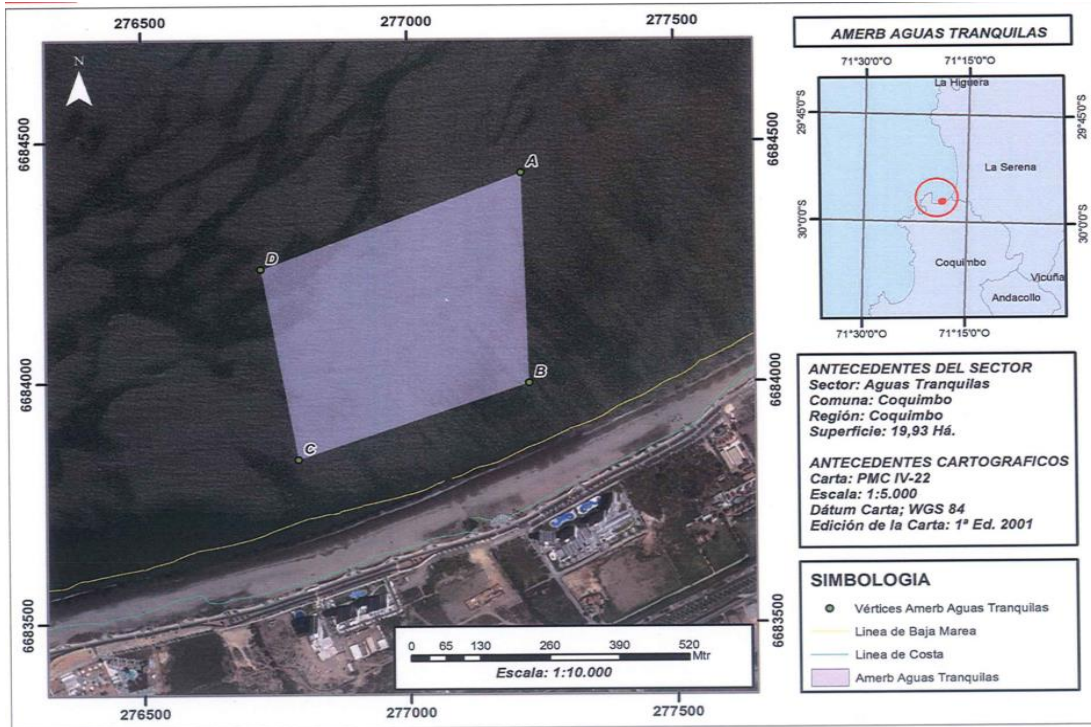 276500
277000
277500
6684500
6684000
6683500
N
A
D
B
C
6684500
6684000
6683500
0 65 130 260 390 520
Mtr
Escala: 1:10.000
276500
277000
277500
AMERB AGUAS TRANQUILAS
71°30'0"O
71°15'0"O
29°45'0"S
30°0'0"S
La Higuera
La Serena
Coquimbo
Vicuña
Andacollo
29°45'0"S
30°0'0"S
71°30'0"O
71°15'0"O
ANTECEDENTES DEL SECTOR
Sector: Aguas Tranquilas
Comuna: Coquimbo
Región: Coquimbo
Superficie: 19,93 Há.
ANTECEDENTES CARTOGRAFICOS
Carta: PMC IV-22
Escala: 1:5.000
Dátum Carta; WGS 84
Edición de la Carta: 1ª Ed. 2001
SIMBOLOGIA
Vértices Amerb Aguas Tranquilas
Linea de Baja Marea
Linea de Costa
Amerb Aguas Tranquilas